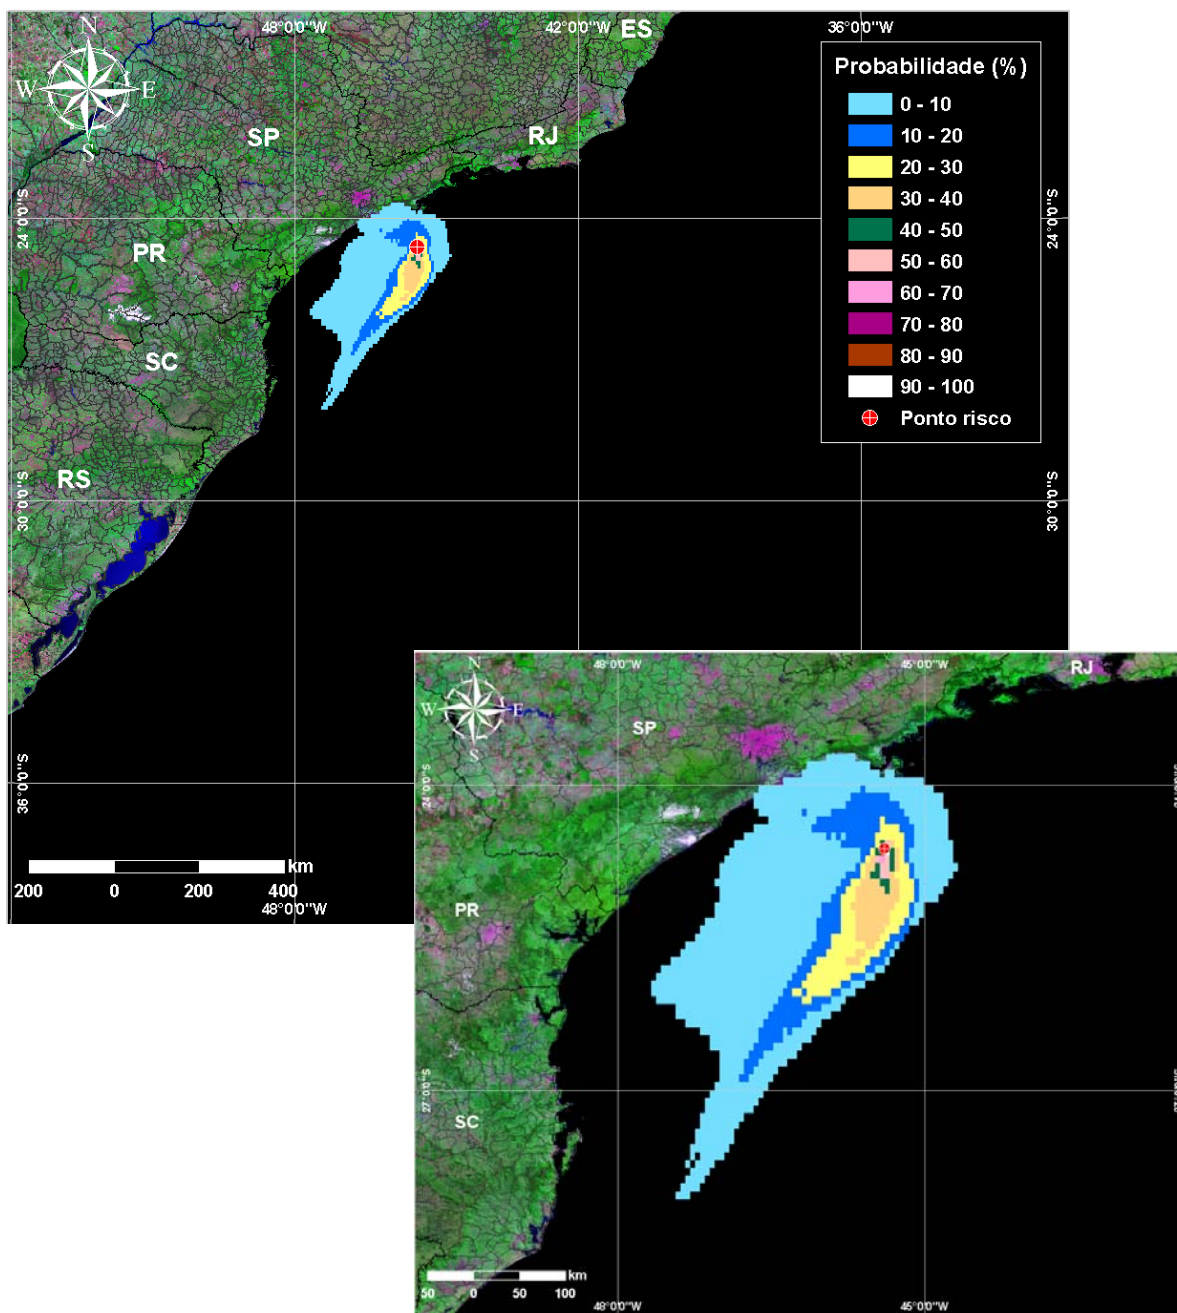 48°0'0"W
42°0'0"W
36°0'0"W
ES
N
W
E
S
SP
RJ
Probabilidade (%)
0 - 10
10 - 20
20 - 30
30 - 40
40 - 50
50 - 60
60 - 70
70 - 80
80 - 90
90 - 100
Ponto risco
24°0'0"S
24°0'0"S
PR
SC
RS
30°0'0"S
30°0'0"S
36°0'0"S
km
200
0
200
400
48°0'0"W
48°0'0"W
45°0'0"W
RJ
N
W
E
S
SP
24°0'0"S
PR
27°0'0"S
SC
km
50
0
50
100
48°0'0"W
45°0'0"W